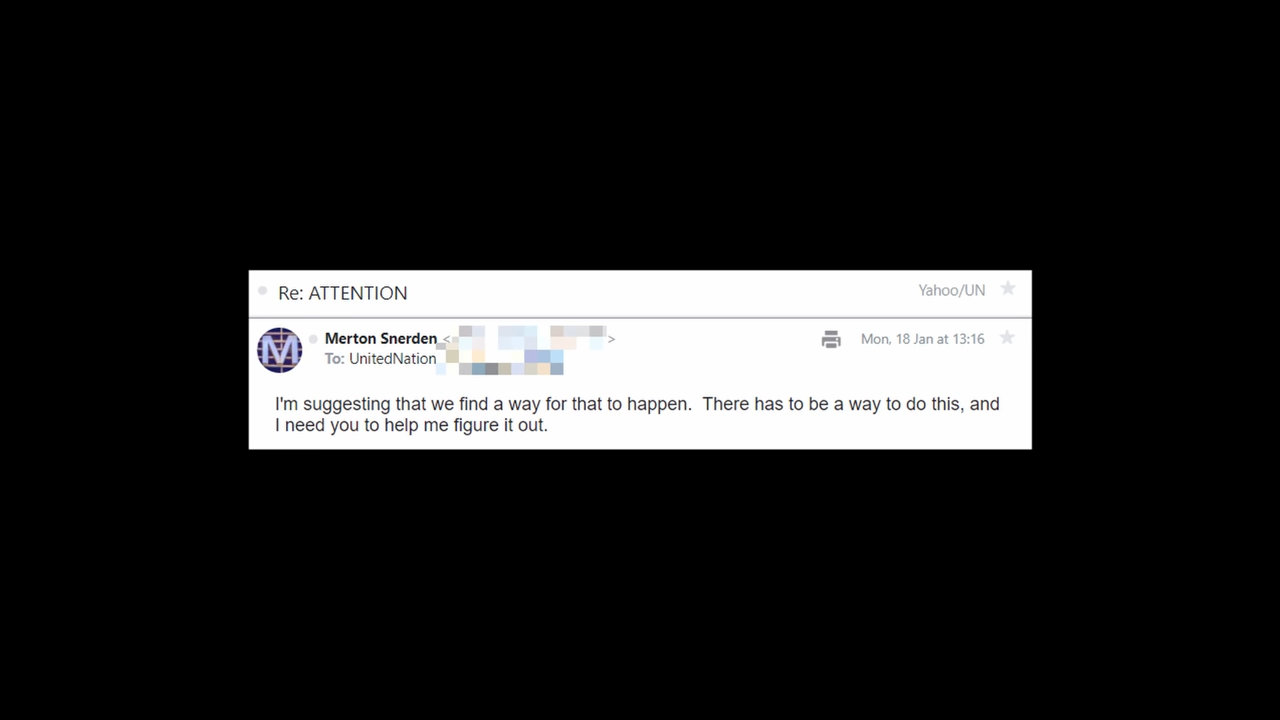 Re: ATTENTION
Yahoo/UN
M
Merton Snerden < >
Mon, 18 Jan at 13:16
To: UnitedNation
I'm suggesting that we find a way for that to happen.  There has to be a way to do this, and
I need you to help me figure it out.